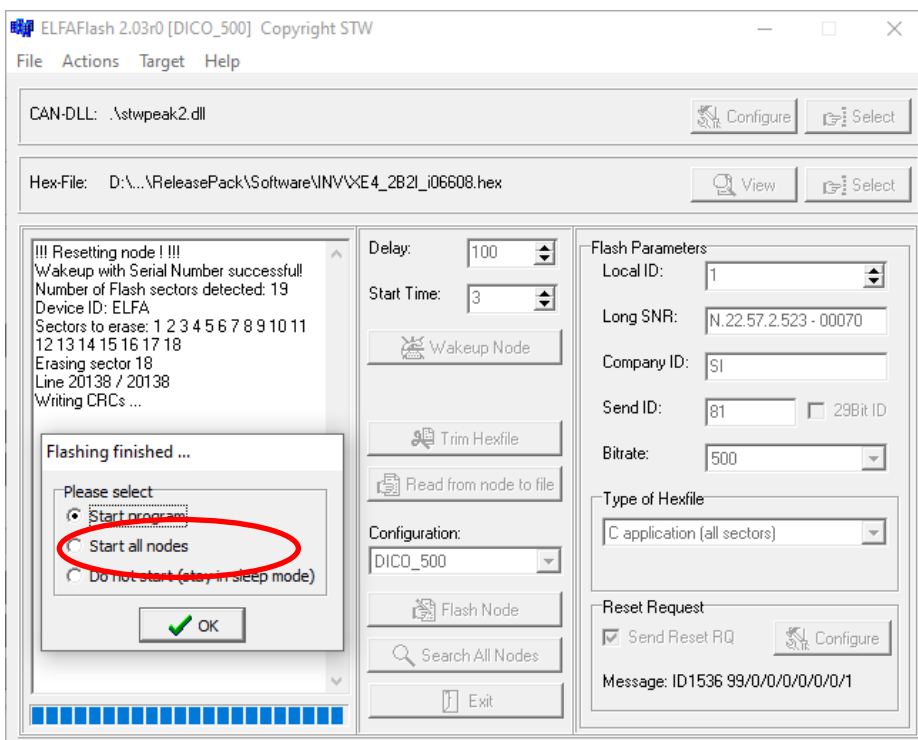 ELFAFlash 2.03r0 [DICO_500] Copyright STW
File Actions Target Help
CAN-DLL: .\stwpeak2.dll
Configure
Select
Hex-File: D:\...\ReleasePack\Software\INV\XE4_2B2I_i06608.hex
View
Select
!!! Resetting node ! !!!
Wakeup with Serial Number successful!
Number of Flash sectors detected: 19
Device ID: ELFA
Sectors to erase: 1 2 3 4 5 6 7 8 9 10 11
12 13 14 15 16 17 18
Erasing sector 18
Line 20138 / 20138
Writing CRCs ...
Flashing finished ...
Please select
Start program
Start all nodes
Do not start (stay in sleep mode)
OK
Delay: 100
Start Time: 3
Wakeup Node
Trim Hexfile
Read from node to file
Configuration:
DICO_500
Flash Node
Search All Nodes
Exit
Flash Parameters
Local ID: 1
Long SNR: N.22.57.2.523 - 00070
Company ID: SI
Send ID: 81 29Bit ID
Bitrate: 500
Type of Hexfile
C application (all sectors)
Reset Request
Send Reset RQ
Configure
Message: ID1536 99/0/0/0/0/0/0/1